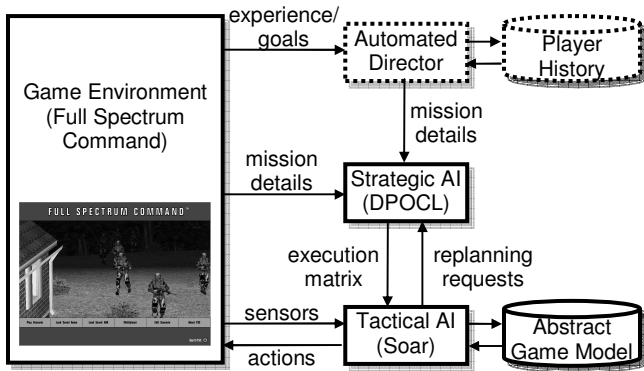 experience/
goals
Automated
Director
Player
History
Game Environment
(Full Spectrum
Command)
mission
details
mission
details
Strategic AI
(DPOCL)
FULL SPECTRUM COMMAND
execution
matrix
replanning
requests
sensors
actions
Tactical AI
(Soar)
Abstract
Game Model